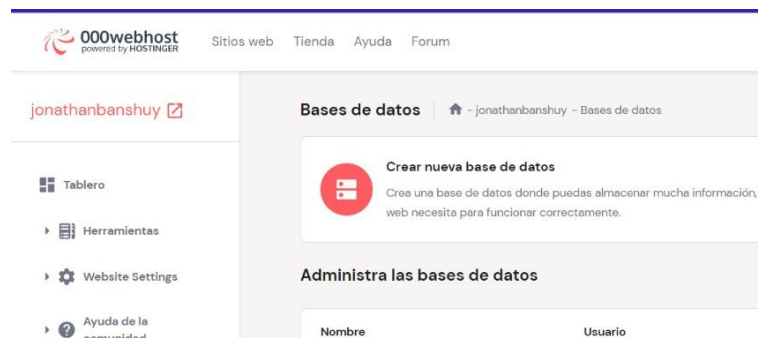 000webhost
powered by HOSTINGER
Sitios web Tienda Ayuda Forum
jonathanbanshuy
Bases de datos - jonathanbanshuy - Bases de datos
Crear nueva base de datos
Crea una base de datos donde puedas almacenar mucha información,
web necesita para funcionar correctamente.
Tablero
Herramientas
Website Settings
Ayuda de la
comunidad
Administra las bases de datos
Nombre Usuario